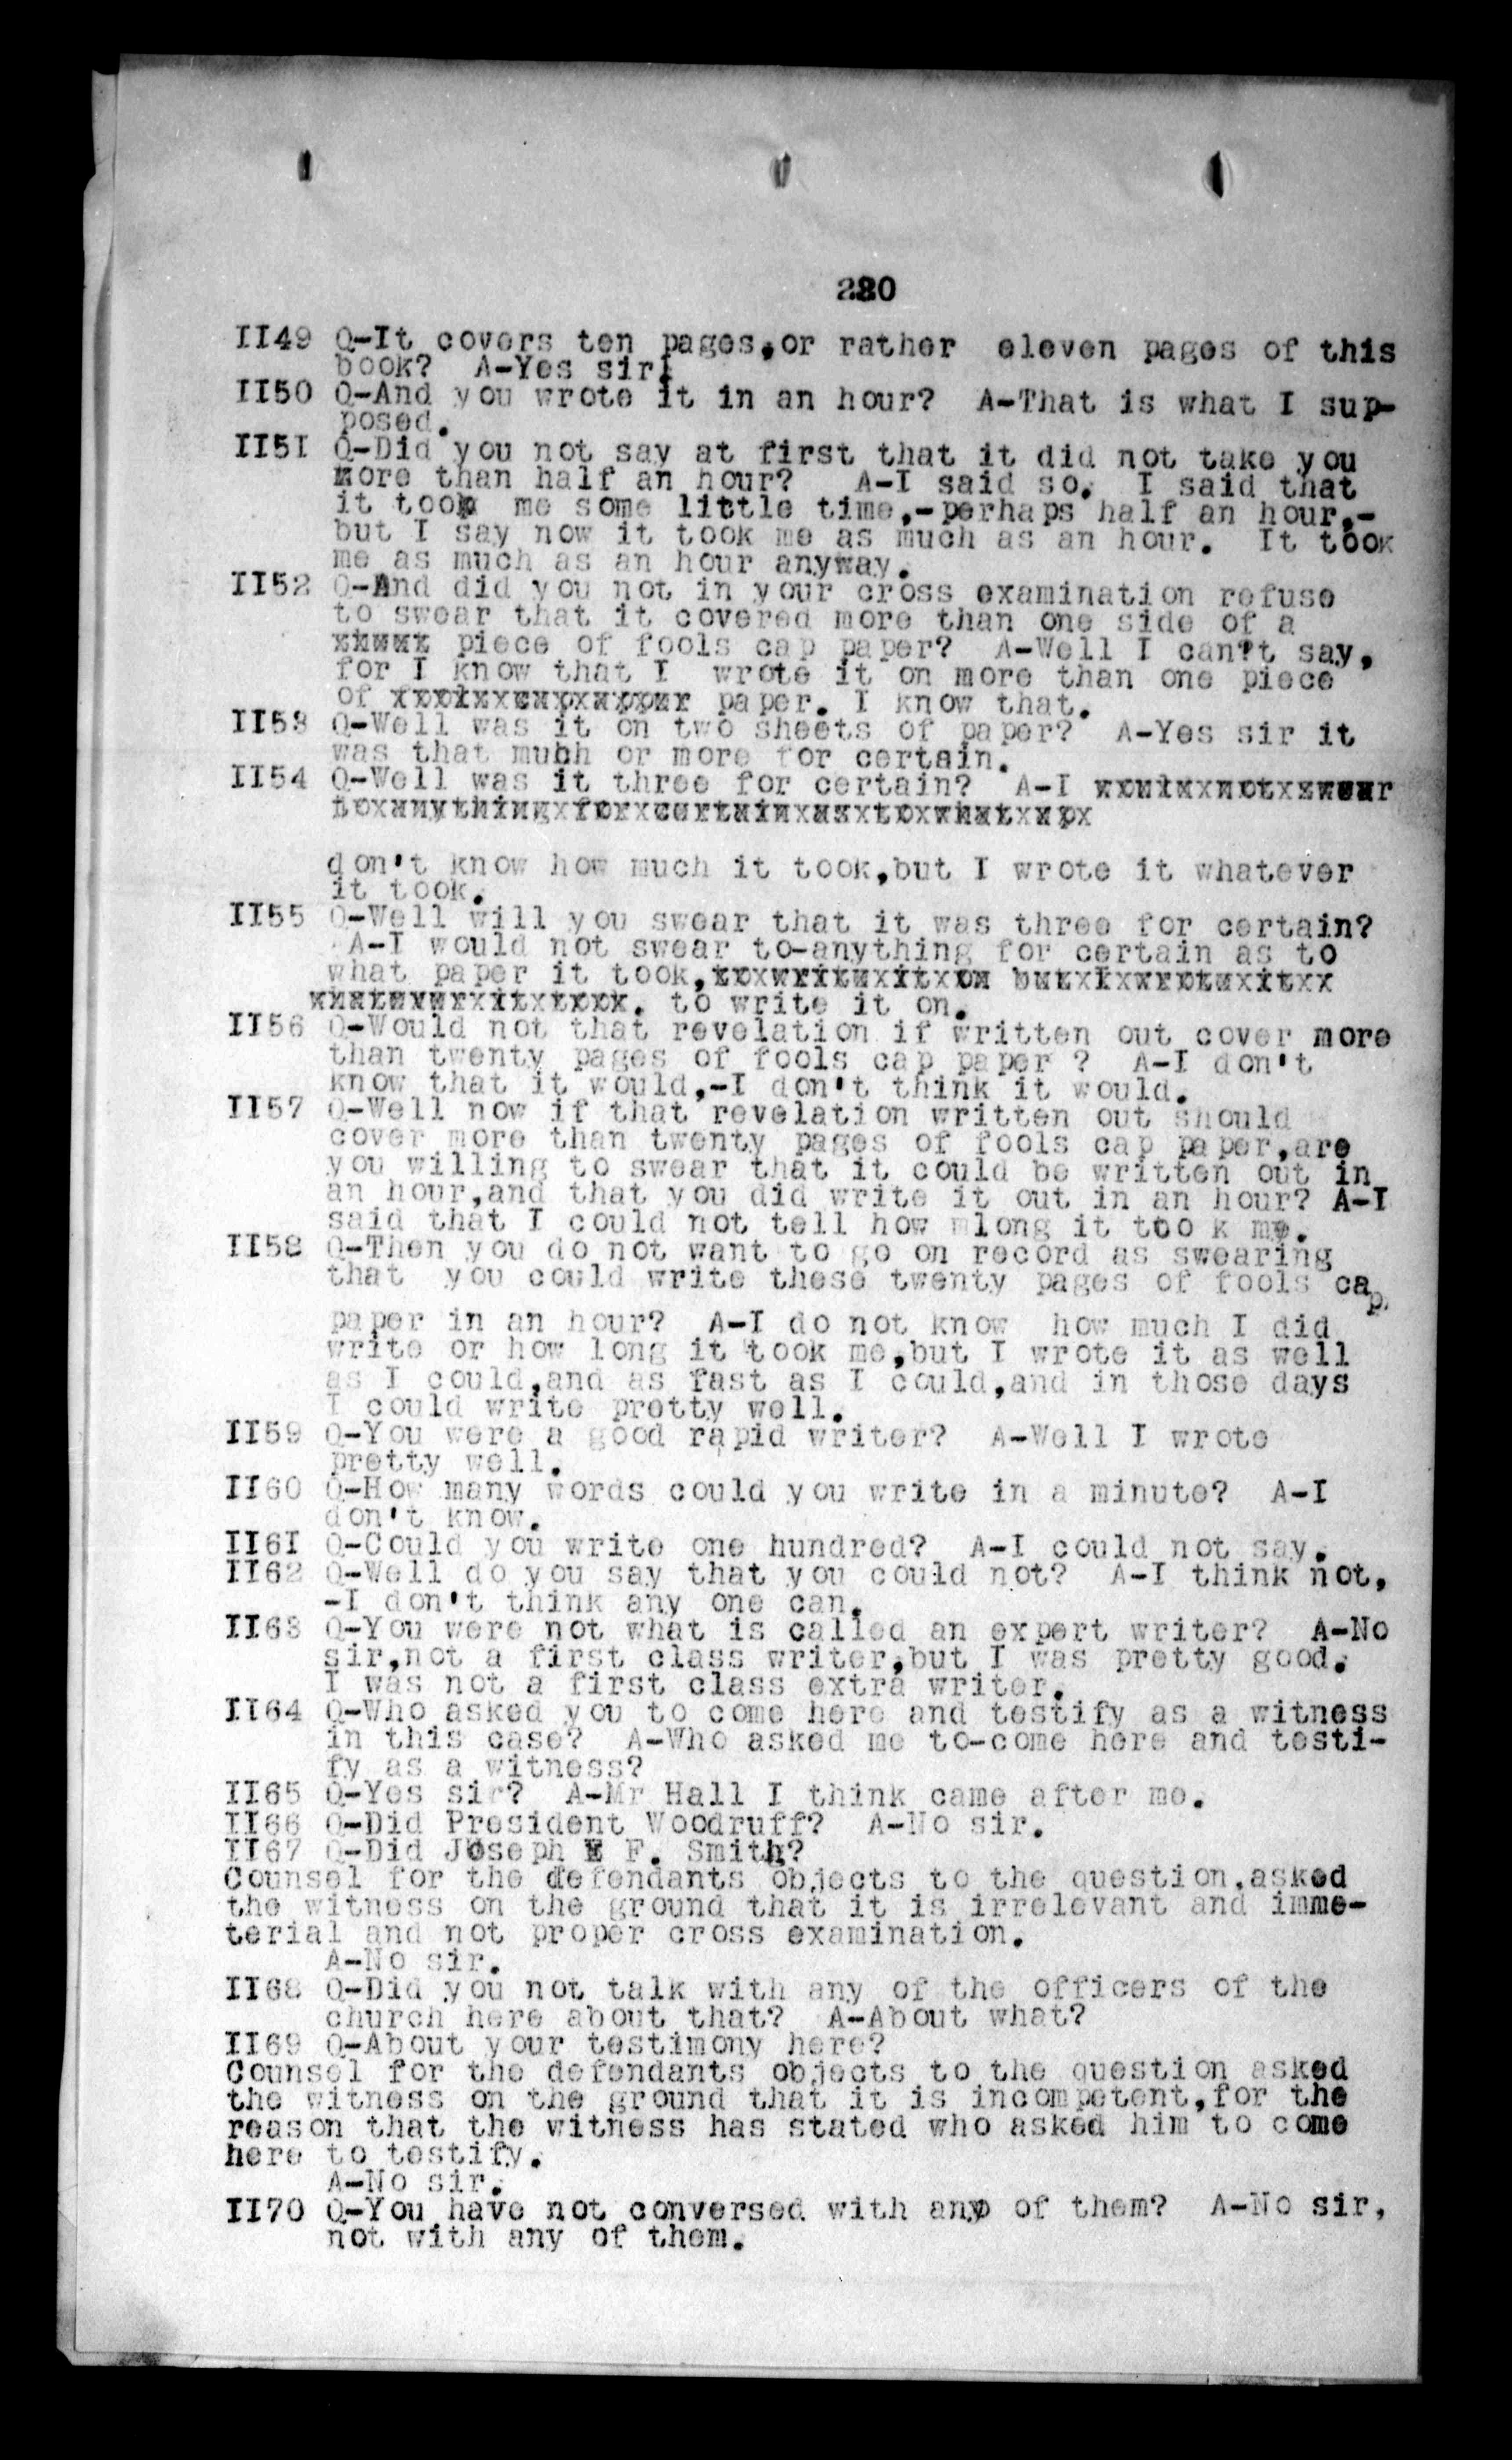 280
II49 Q-It covers ten pages,or rather eleven pages of this
book? A-Yes sir.
II50 Q-And you wrote it in an hour? A-That is what I sup-
posed.
II5I Q-Did you not say at first that it did not take you
more than half an hour? A-I said so. I said that
it took me some little time,-perhaps half an hour,-
but I say now it took me as much as an hour. It took
me as much as an hour anyway.
II52 Q-And did you not in your cross examination refuse
to swear that it covered more than one side of a
piece of fools cap paper? A-Well I can't say,
for I know that I wrote it on more than one piece
of paper. I know that.
II53 Q-Well was it on two sheets of paper? A-Yes sir it
was that much or more for certain.
II54 Q-Well was it three for certain? A-I would not swear
to anything for certain as to what
don't know how much it took,but I wrote it whatever
it took.
II55 Q-Well will you swear that it was three for certain?
A-I would not swear to-anything for certain as to
what paper it took,to write it on but I wrote it
whatever it took. to write it on.
II56 Q-Would not that revelation if written out cover more
than twenty pages of fools cap paper ? A-I don't
know that it would,-I don't think it would.
II57 Q-Well now if that revelation written out should
cover more than twenty pages of fools cap paper,are
you willing to swear that it could be written out in
an hour,and that you did write it out in an hour? A-I
said that I could not tell how long it too k me.
II58 Q-Then you do not want to go on record as swearing
that you could write these twenty pages of fools cap
paper in an hour? A-I do not know how much I did
write or how long it took me,but I wrote it as well
as I could,and as fast as I could,and in those days
I could write pretty well.
II59 Q-You were a good rapid writer? A-Well I wrote
pretty well.
II60 Q-How many words could you write in a minute? A-I
don't know.
II6I Q-Could you write one hundred? A-I could not say.
II62 Q-Well do you say that you could not? A-I think not,
-I don't think any one can.
II63 Q-You were not what is called an expert writer? A-No
sir,not a first class writer,but I was pretty good.
I was not a first class extra writer.
II64 Q-Who asked you to come here and testify as a witness
in this case? A-Who asked me to-come here and testi-
fy as a witness?
II65 Q-Yes sir? A-Mr Hall I think came after me.
II66 Q-Did President Woodruff? A-No sir.
II67 Q-Did Joseph F. Smith?
Counsel for the defendants objects to the question,asked
the witness on the ground that it is irrelevant and imme-
terial and not proper cross examination.
A-No sir.
II68 Q-Did you not talk with any of the officers of the
church here about that? A-About what?
II69 Q-About your testimony here?
Counsel for the defendants objects to the question asked
the witness on the ground that it is incompetent,for the
reason that the witness has stated who asked him to come
here to testify.
A-No sir.
II70 Q-You have not conversed with any of them? A-No sir,
not with any of them.